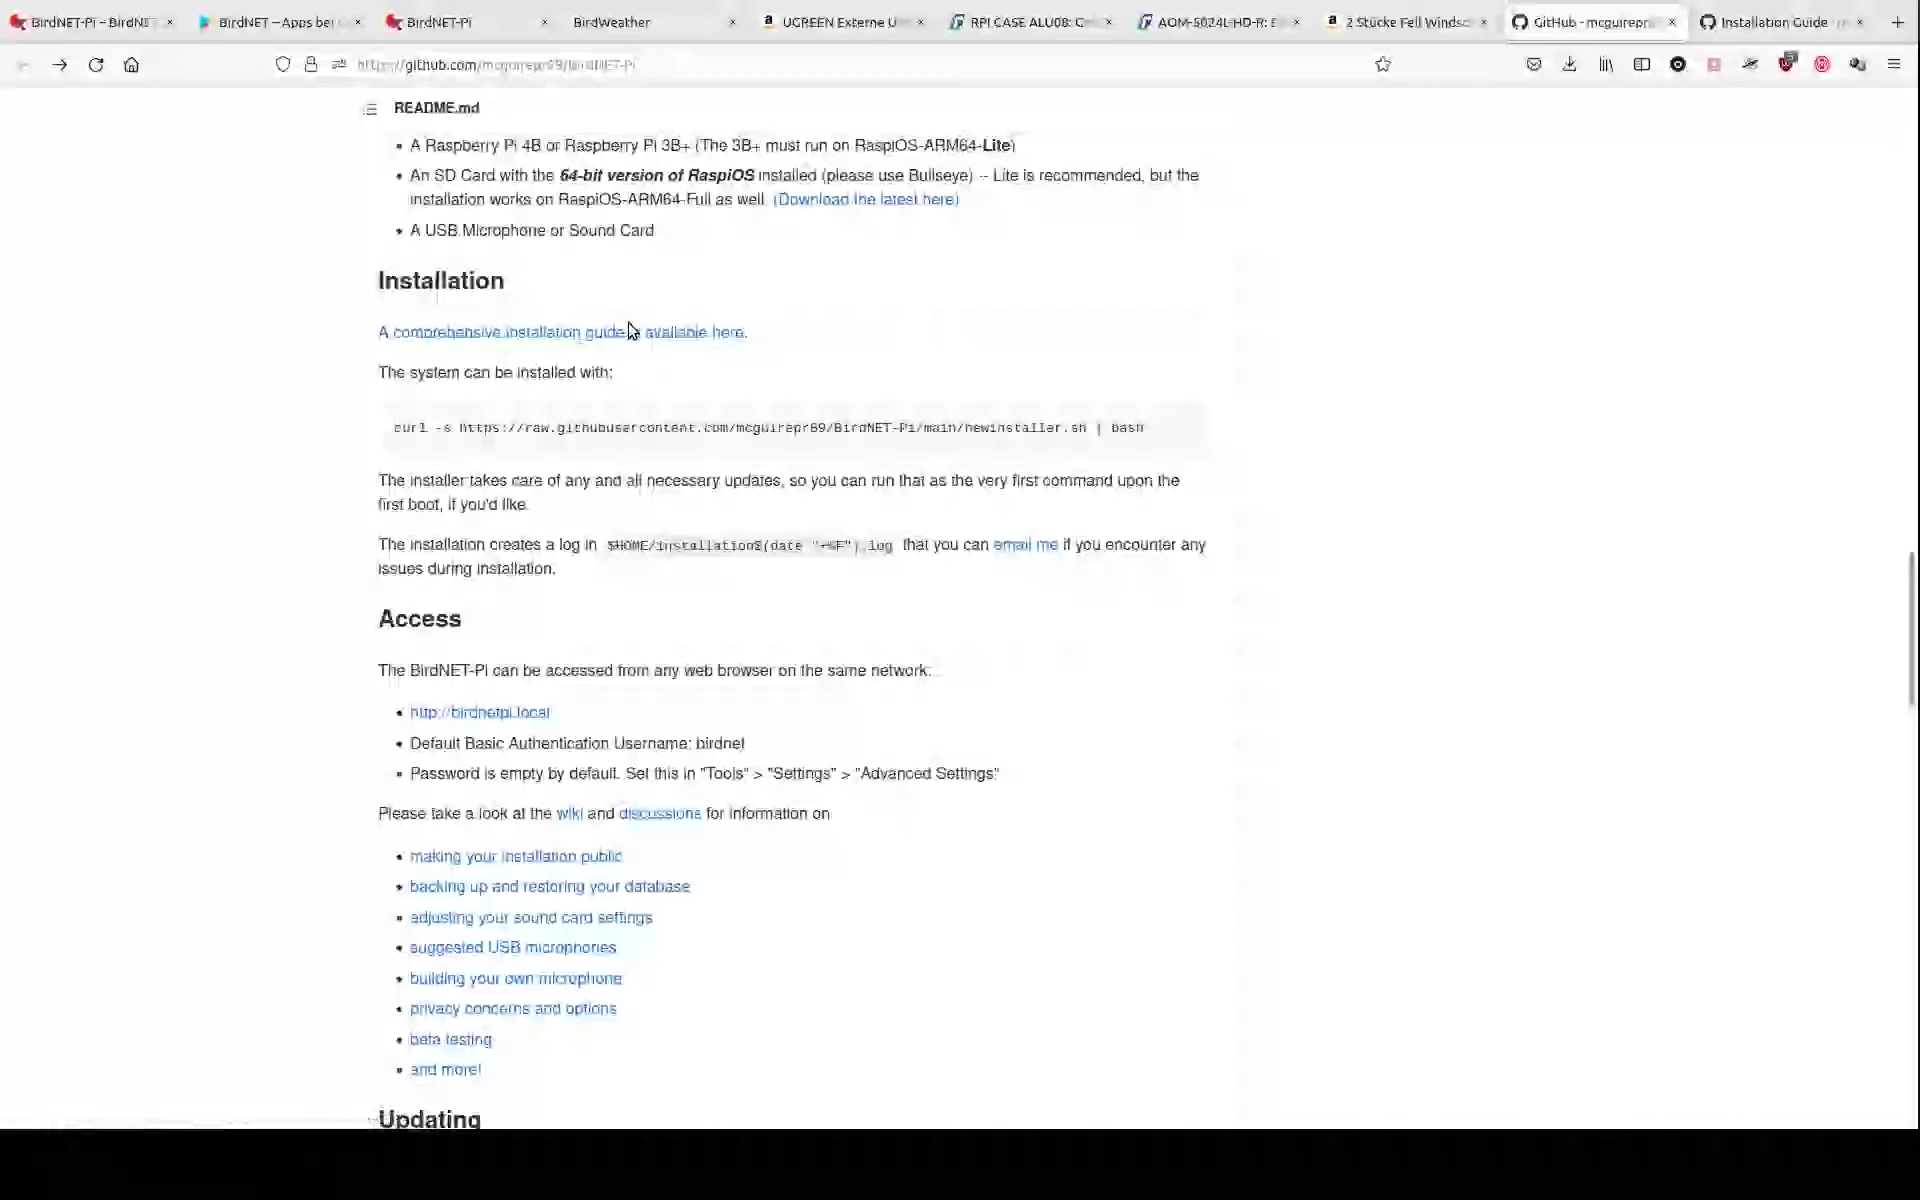 BirdNET-Pi – BirdNE
BirdNET – Apps bei
BirdNET-Pi
BirdWeather
UGREEN Externe U
RPI CASE ALU08: G
AOM-5024L-HD-R: E
2 Stücke Fell Windsc
GitHub - mcguirepr
Installation Guide
https://github.com/mcguirepr89/BirdNET-Pi
README.md
A Raspberry Pi 4B or Raspberry Pi 3B+ (The 3B+ must run on RaspiOS-ARM64-Lite)
An SD Card with the 64-bit version of RaspiOS installed (please use Bullseye) -- Lite is recommended, but the
installation works on RaspiOS-ARM64-Full as well. (Download the latest here)
A USB Microphone or Sound Card
Installation
A comprehensive installation guide available here.
The system can be installed with:
curl -s https://raw.githubusercontent.com/mcguirepr89/BirdNET-Pi/main/newinstaller.sh | bash
The installer takes care of any and all necessary updates, so you can run that as the very first command upon the
first boot, if you'd like.
The installation creates a log in $HOME/installation$(date "+%F").log that you can email me if you encounter any
issues during installation.
Access
The BirdNET-Pi can be accessed from any web browser on the same network:
http://birdnetpi.local
Default Basic Authentication Username: birdnet
Password is empty by default. Set this in "Tools" > "Settings" > "Advanced Settings"
Please take a look at the wiki and discussions for information on
making your installation public
backing up and restoring your database
adjusting your sound card settings
suggested USB microphones
building your own microphone
privacy concerns and options
beta testing
and more!
Updating